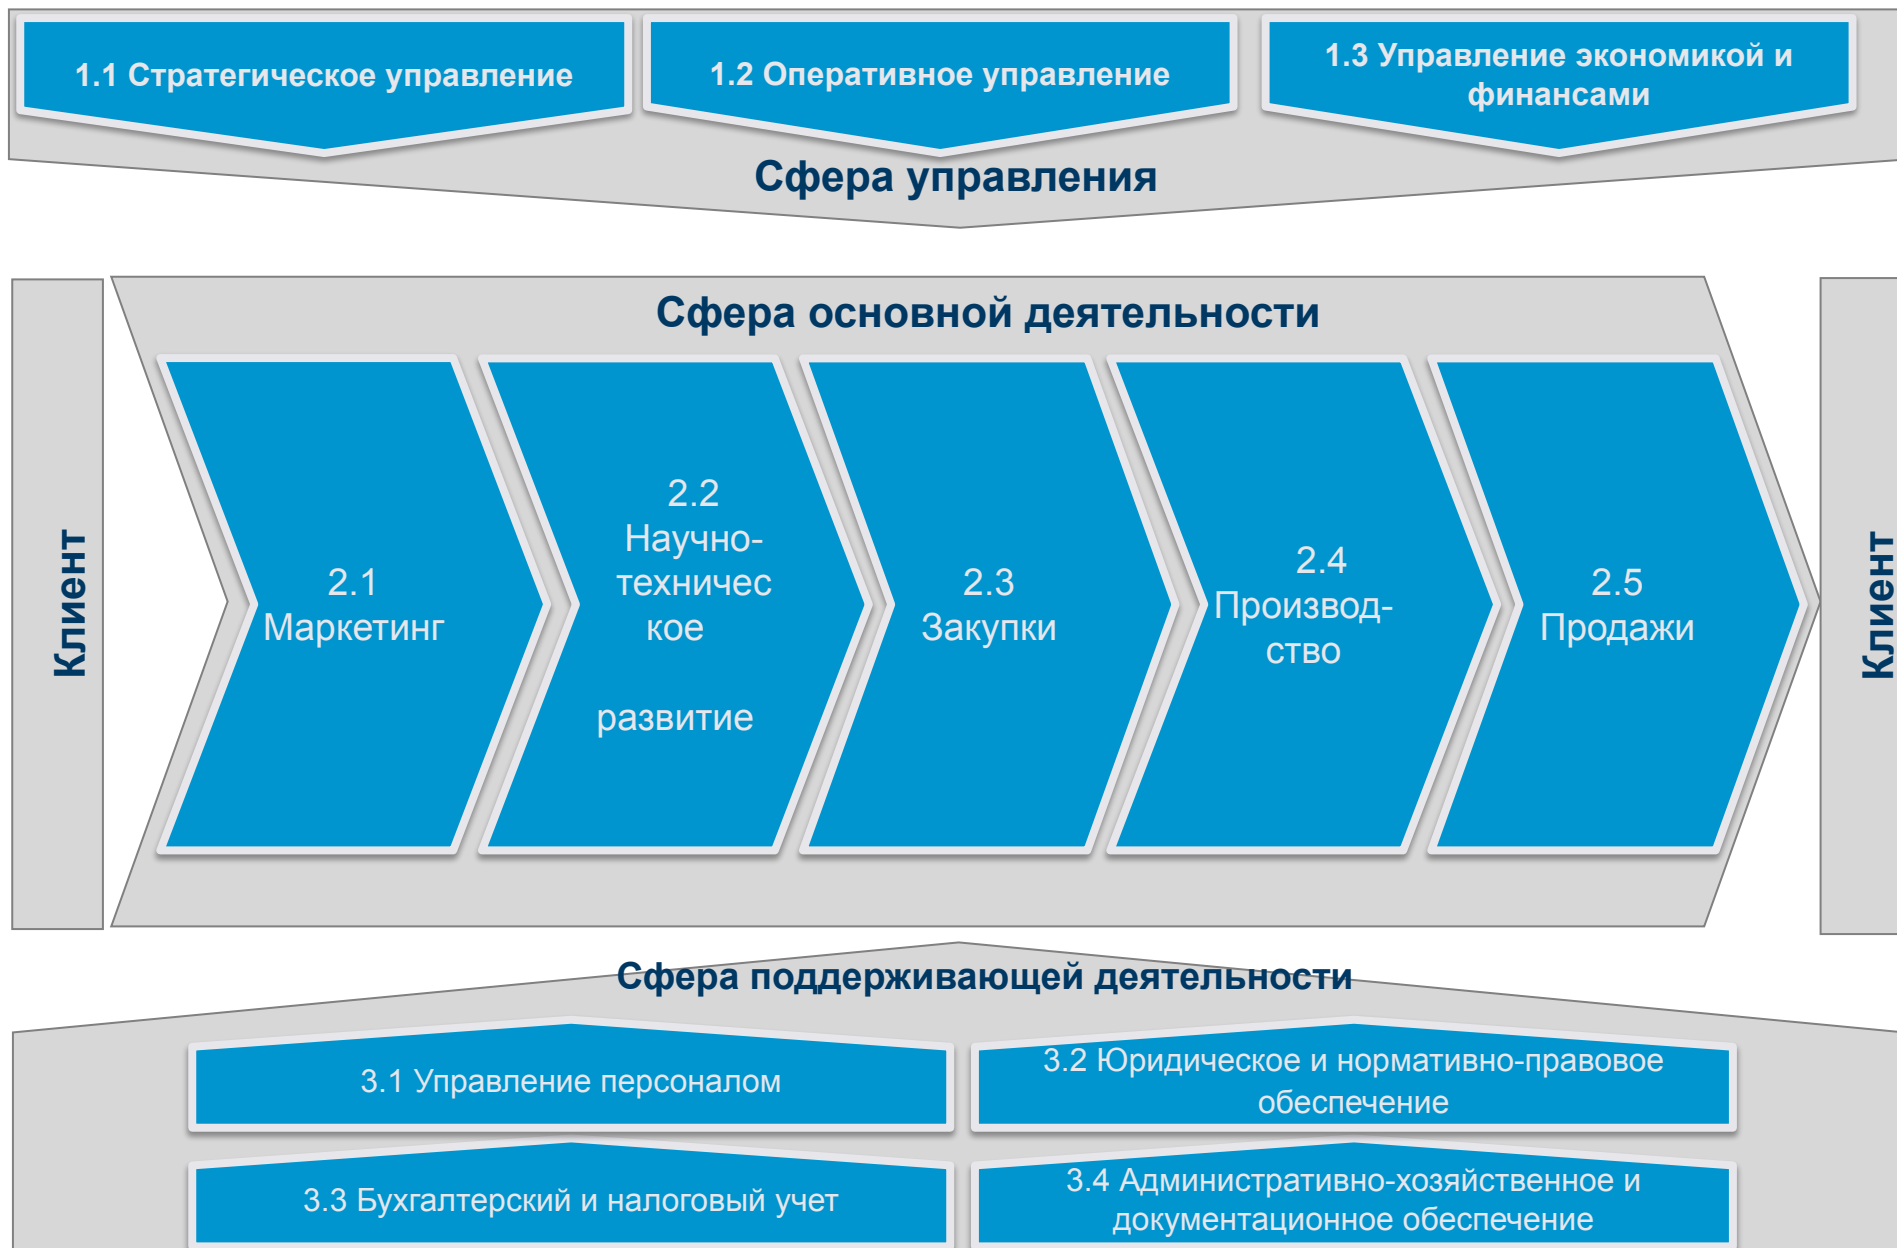 1.1 Стратегическое управление
1.2 Оперативное управление
1.3 Управление экономикой и
финансами
Сфера управления
Клиент
Сфера основной деятельности
2.1
Маркетинг
2.2
Научно-
техничес
кое
развитие
2.3
Закупки
2.4
Производ-
ство
2.5
Продажи
Клиент
Сфера поддерживающей деятельности
3.1 Управление персоналом
3.2 Юридическое и нормативно-правовое
обеспечение
3.3 Бухгалтерский и налоговый учет
3.4 Административно-хозяйственное и
документационное обеспечение